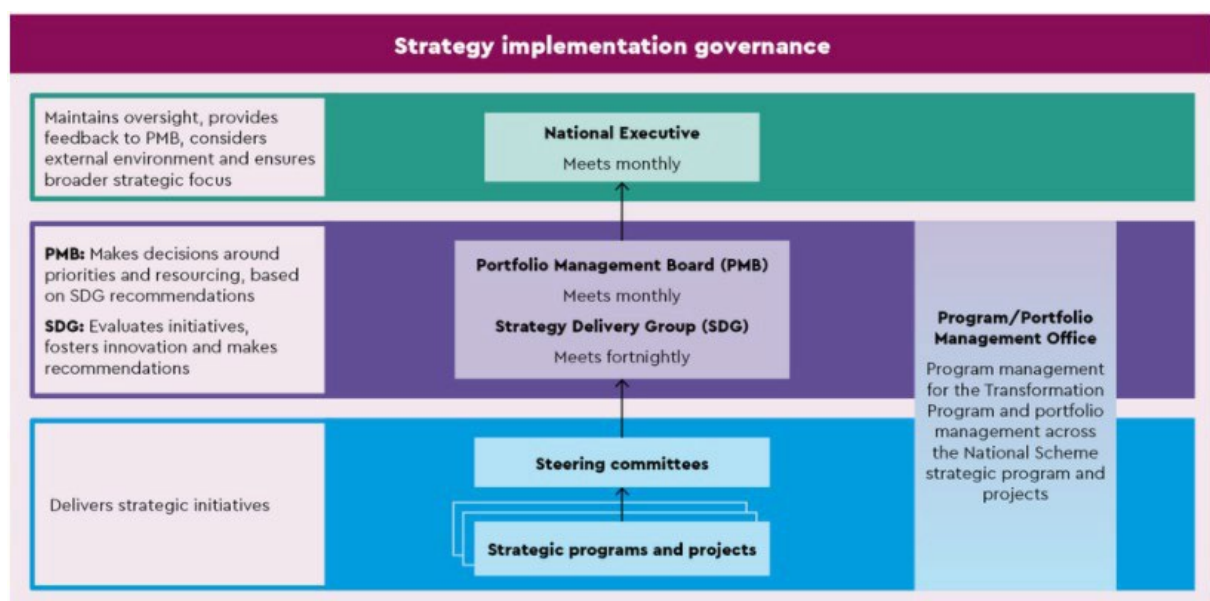 Strategy implementation governance
Maintains oversight, provides
feedback to PMB, considers
external environment and ensures
broader strategic focus
National Executive
Meets monthly
PMB: Makes decisions around
priorities and resourcing, based
on SDG recommendations
SDG: Evaluates initiatives,
fosters innovation and makes
recommendations
Portfolio Management Board (PMB)
Meets monthly
Strategy Delivery Group (SDG)
Meets fortnightly
Program/Portfolio
Management Office
Program management
for the Transformation
Program and portfolio
management across
the National Scheme
strategic program and
projects
Delivers strategic initiatives
Steering committees
Strategic programs and projects